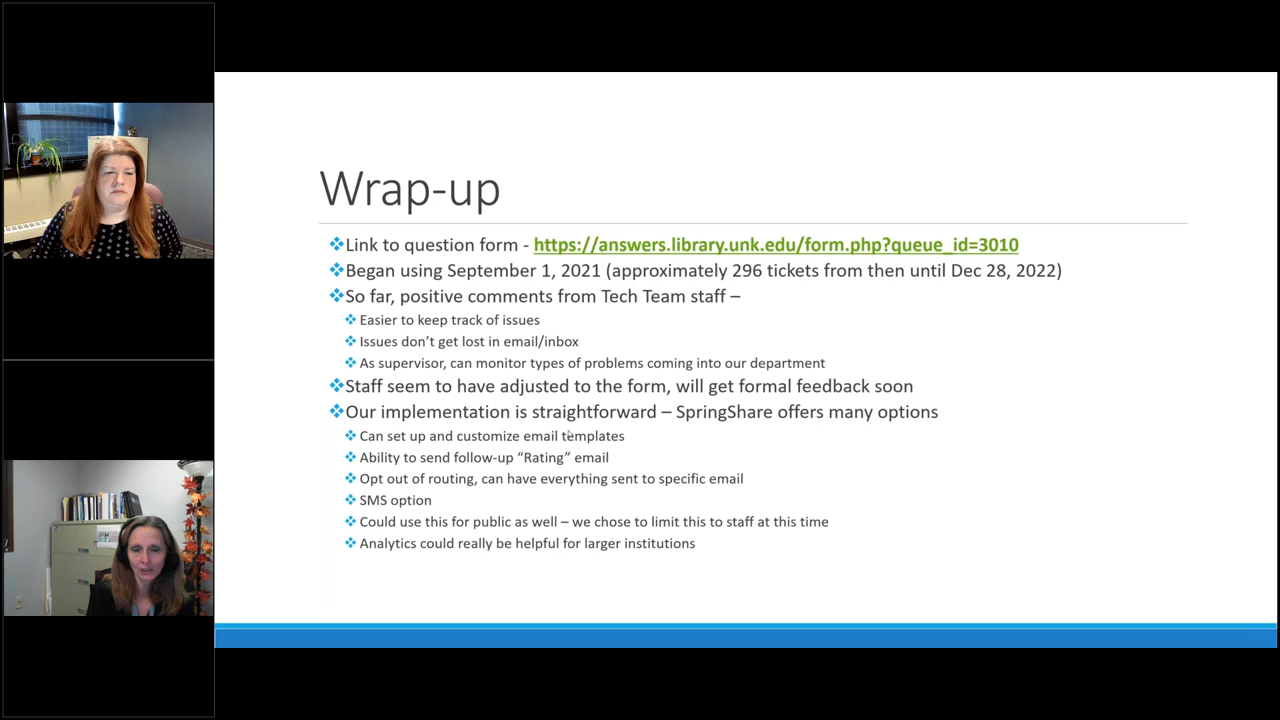 Wrap-up
Link to question form - https://answers.library.unk.edu/form.php?queue_id=3010
Began using September 1, 2021 (approximately 296 tickets from then until Dec 28, 2022)
So far, positive comments from Tech Team staff –
Easier to keep track of issues
Issues don’t get lost in email/inbox
As supervisor, can monitor types of problems coming into our department
Staff seem to have adjusted to the form, will get formal feedback soon
Our implementation is straightforward – SpringShare offers many options
Can set up and customize email templates
Ability to send follow-up “Rating” email
Opt out of routing, can have everything sent to specific email
SMS option
Could use this for public as well – we chose to limit this to staff at this time
Analytics could really be helpful for larger institutions